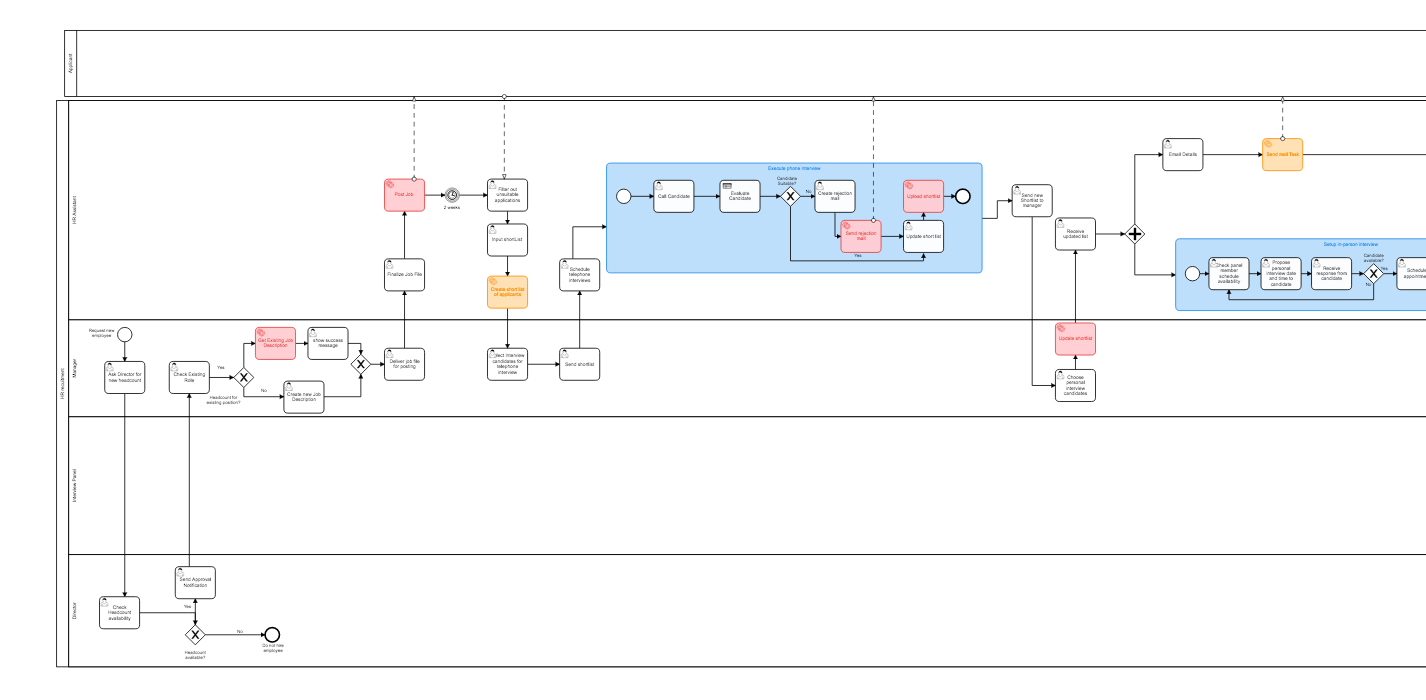 Applicant
HR recruitment
HR Assistant
Manager
Interview Panel
Director
Request new
employee
Ask Director for
new headcount
Check
Headcount
availability
Headcount
available?
Yes
No
Do not hire
employee
Send Approval
Notification
Check Existing
Role
Yes
No
Headcount for
existing position?
Get Existing Job
Description
show success
message
Create new Job
Description
Deliver job file
for posting
Finalize Job File
Post Job
2 weeks
Filter out
unsuitable
applications
Input shortList
Create shortlist
of applicants
candidates for
telephone
interview
Send shortlist
Schedule
telephone
interviews
Execute phone interview
Call Candidate
Evaluate
Candidate
Candidate
Suitable?
No
Yes
Create rejection
mail
Send rejection
mail
Update short list
Upload shortlist
Send new
Shortlist to
manager
Choose
personal
interview
candidates
Update shortlist
Receive
updated list
Email Details
Send mail Task
Setup in-person interview
Check panel
member
schedule
availability
Propose
personal
interview date
and time to
candidate
Receive
response from
candidate
Candidate
available?
Yes
No
Schedule
appointme